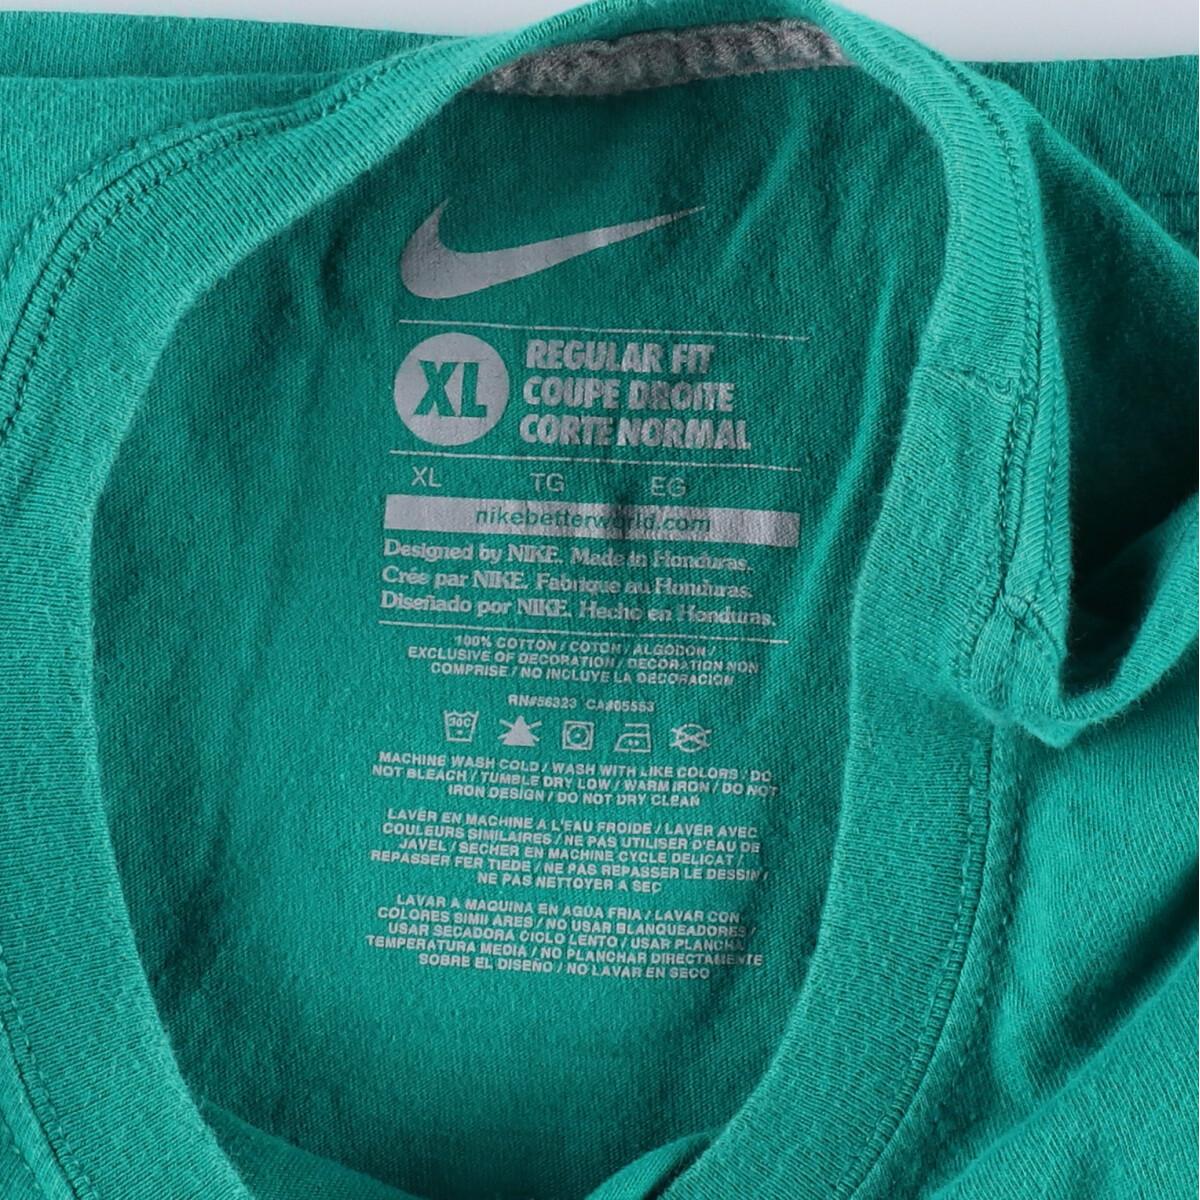 XL
REGULAR FIT
COUPE DROITE
CORTE NORMAL
XL TG EG
nikebetterworld.com
Designed by NIKE. Made in Honduras.
Crée par NIKE. Fabrique au Honduras.
Diseñado por NIKE. Hecho en Honduras.
100% COTTON / COTON / ALGODON /
EXCLUSIVE OF DECORATION / DECORATION NON
COMPRISE / NO INCLUYE LA DECORACION
RN#56323 CA#05553
30C
MACHINE WASH COLD / WASH WITH LIKE COLORS / DO
NOT BLEACH / TUMBLE DRY LOW / WARM IRON / DO NOT
IRON DESIGN / DO NOT DRY CLEAN
LAVER EN MACHINE A L'EAU FROIDE / LAVER AVEC
COULEURS SIMILAIRES / NE PAS UTILISER D'EAU DE
JAVEL / SECHER EN MACHINE CYCLE DELICAT /
REPASSER FER TIEDE / NE PAS REPASSER LE DESSIN /
NE PAS NETTOYER A SEC
LAVAR A MAQUINA EN AGUA FRIA / LAVAR CON
COLORES SIMILARES / NO USAR BLANQUEADORES /
USAR SECADORA CICLO LENTO / USAR PLANCHA
TEMPERATURA MEDIA / NO PLANCHAR DIRECTAMENTE
SOBRE EL DISEÑO / NO LAVAR EN SECO